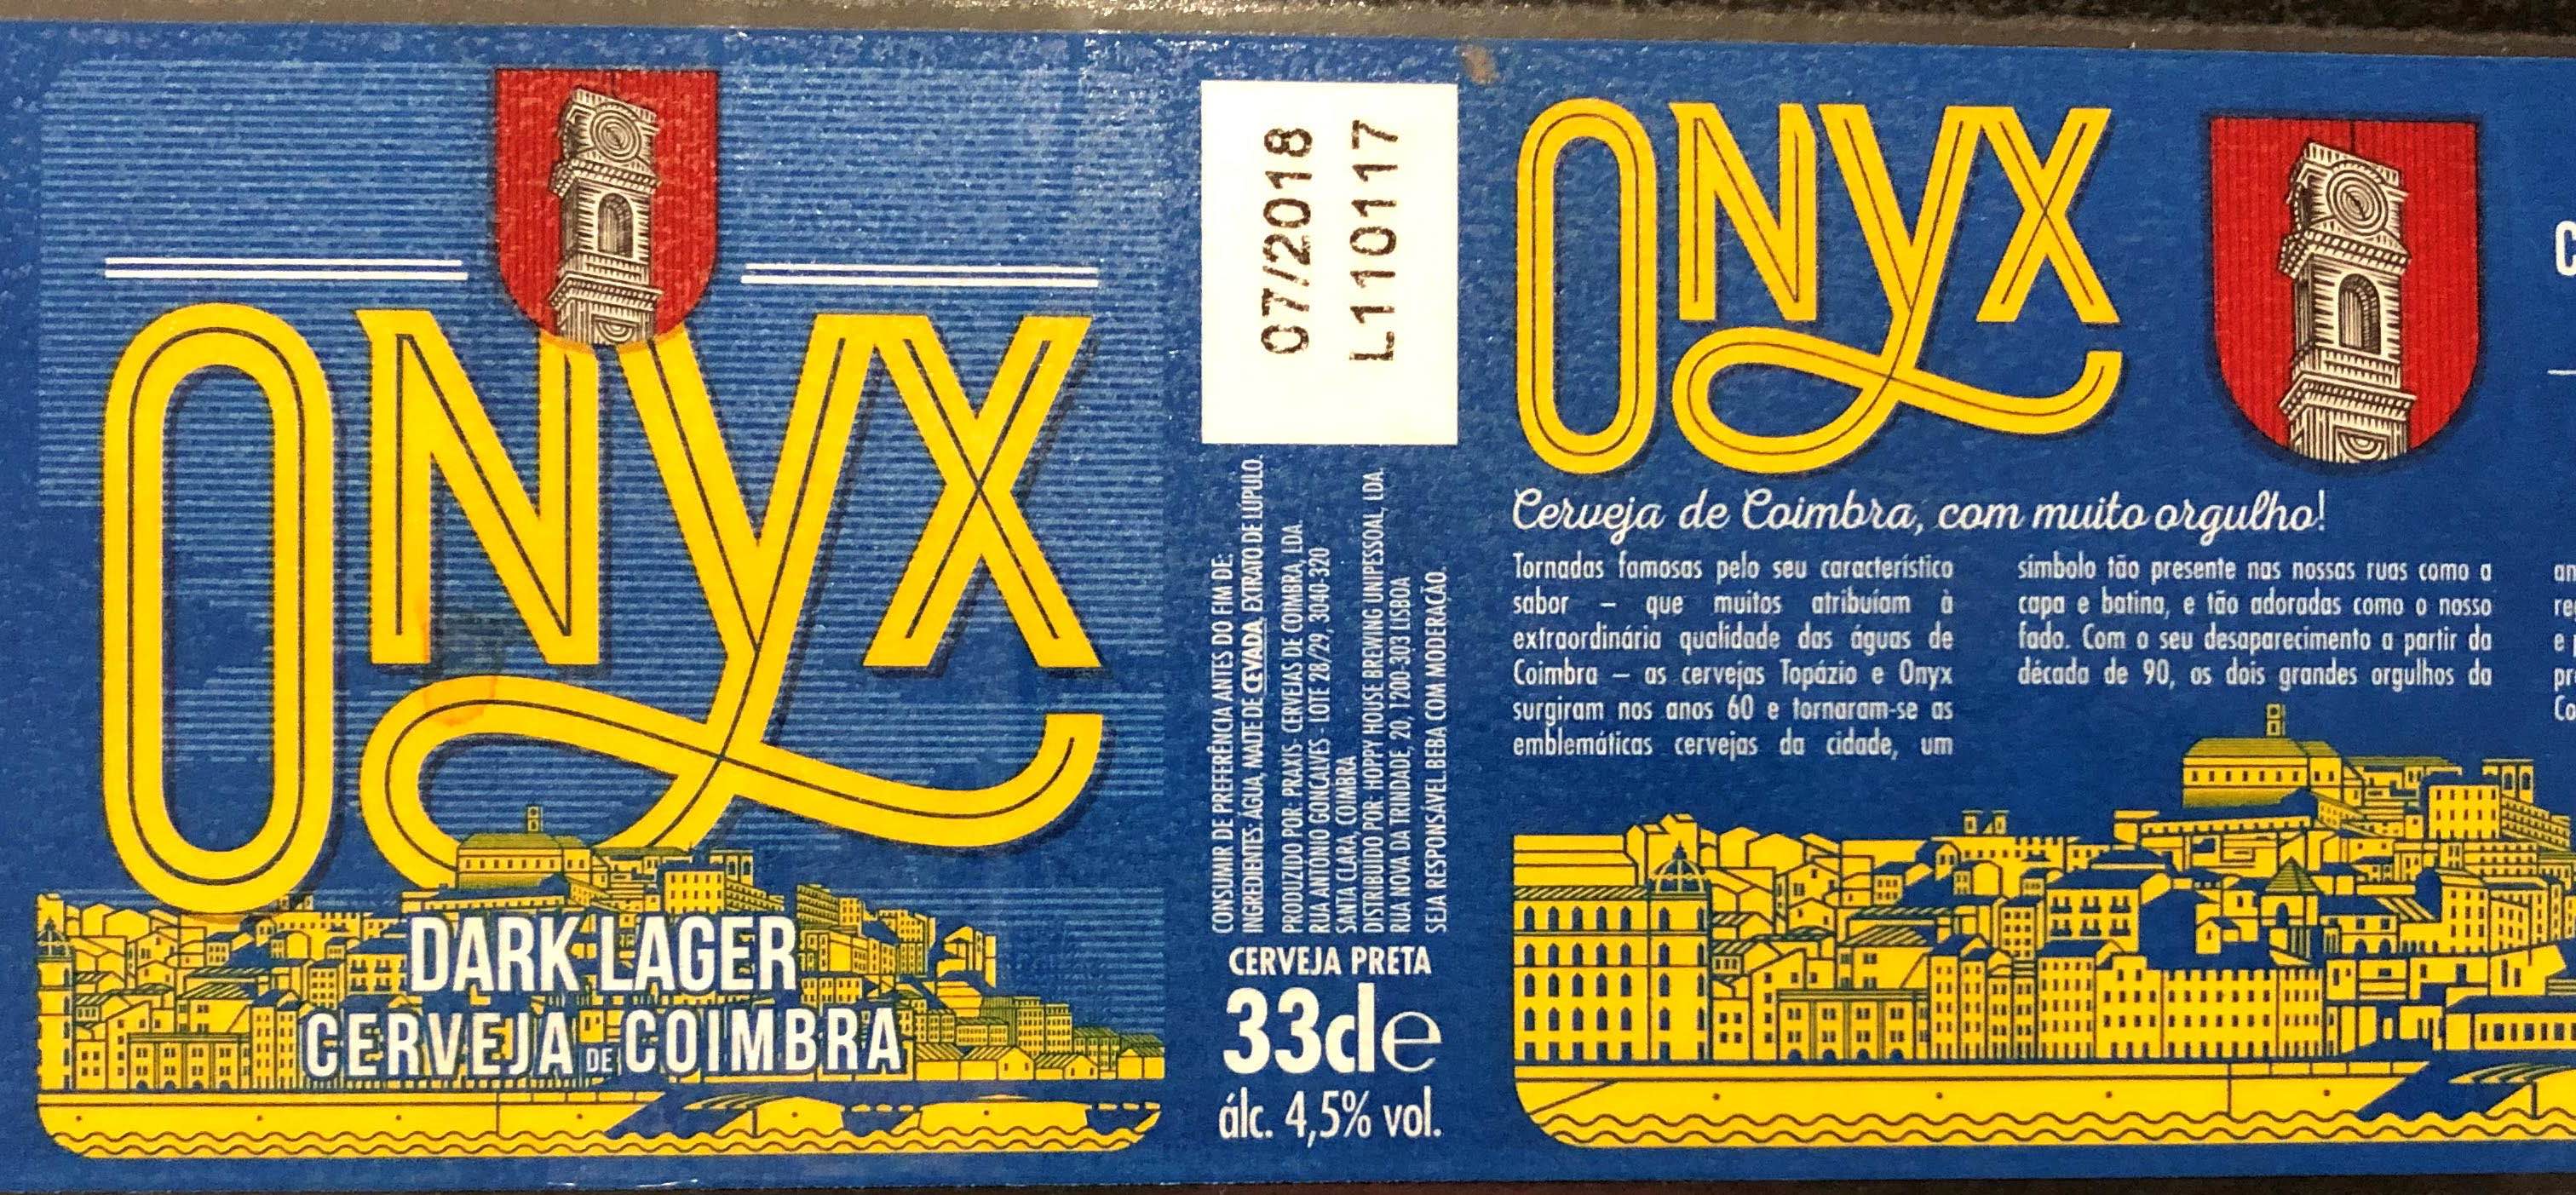 ONYX
DARK LAGER
CERVEJA DE COIMBRA
07/2018
L110117
CONSUMIR DE PREFERÊNCIA ANTES DO FIM DE:
INGREDIENTES: ÁGUA, MALTE DE CEVADA, EXTRATO DE LÚPULO.
PRODUZIDO POR: PRAXIS- CERVEJAS DE COIMBRA, LDA.
RUA ANTÓNIO GONÇALVES - LOTE 28/29, 3040-320
SANTA CLARA, COIMBRA
DISTRIBUÍDO POR: HOPPY HOUSE BREWING UNIPESSOAL, LDA.
RUA NOVA DA TRINDADE, 20, 1200-303 LISBOA
SEJA RESPONSÁVEL. BEBA COM MODERAÇÃO.
CERVEJA PRETA
33cl e
álc. 4,5% vol.
ONYX
Cerveja de Coimbra, com muito orgulho!
Tornadas famosas pelo seu característico
sabor – que muitos atribuíam à
extraordinária qualidade das águas de
Coimbra – as cervejas Topázio e Onyx
surgiram nos anos 60 e tornaram-se as
emblemáticas cervejas da cidade, um
símbolo tão presente nas nossas ruas como a
capa e batina, e tão adoradas como o nosso
fado. Com o seu desaparecimento a partir da
década de 90, os dois grandes orgulhos da